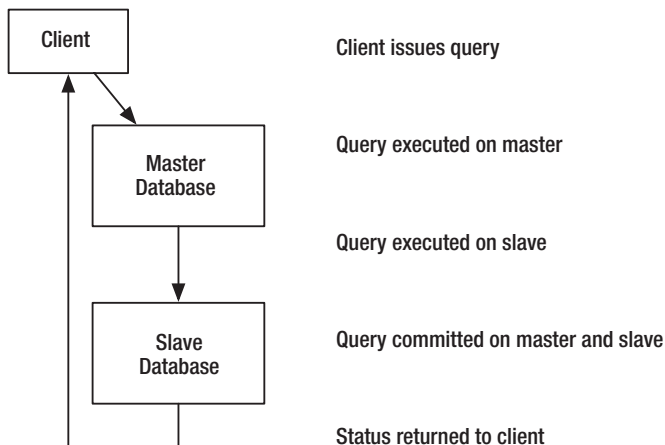 Client
Client issues query
Query executed on master
Master
Database
Query executed on slave
Slave
Database
Query committed on master and slave
Status returned to client